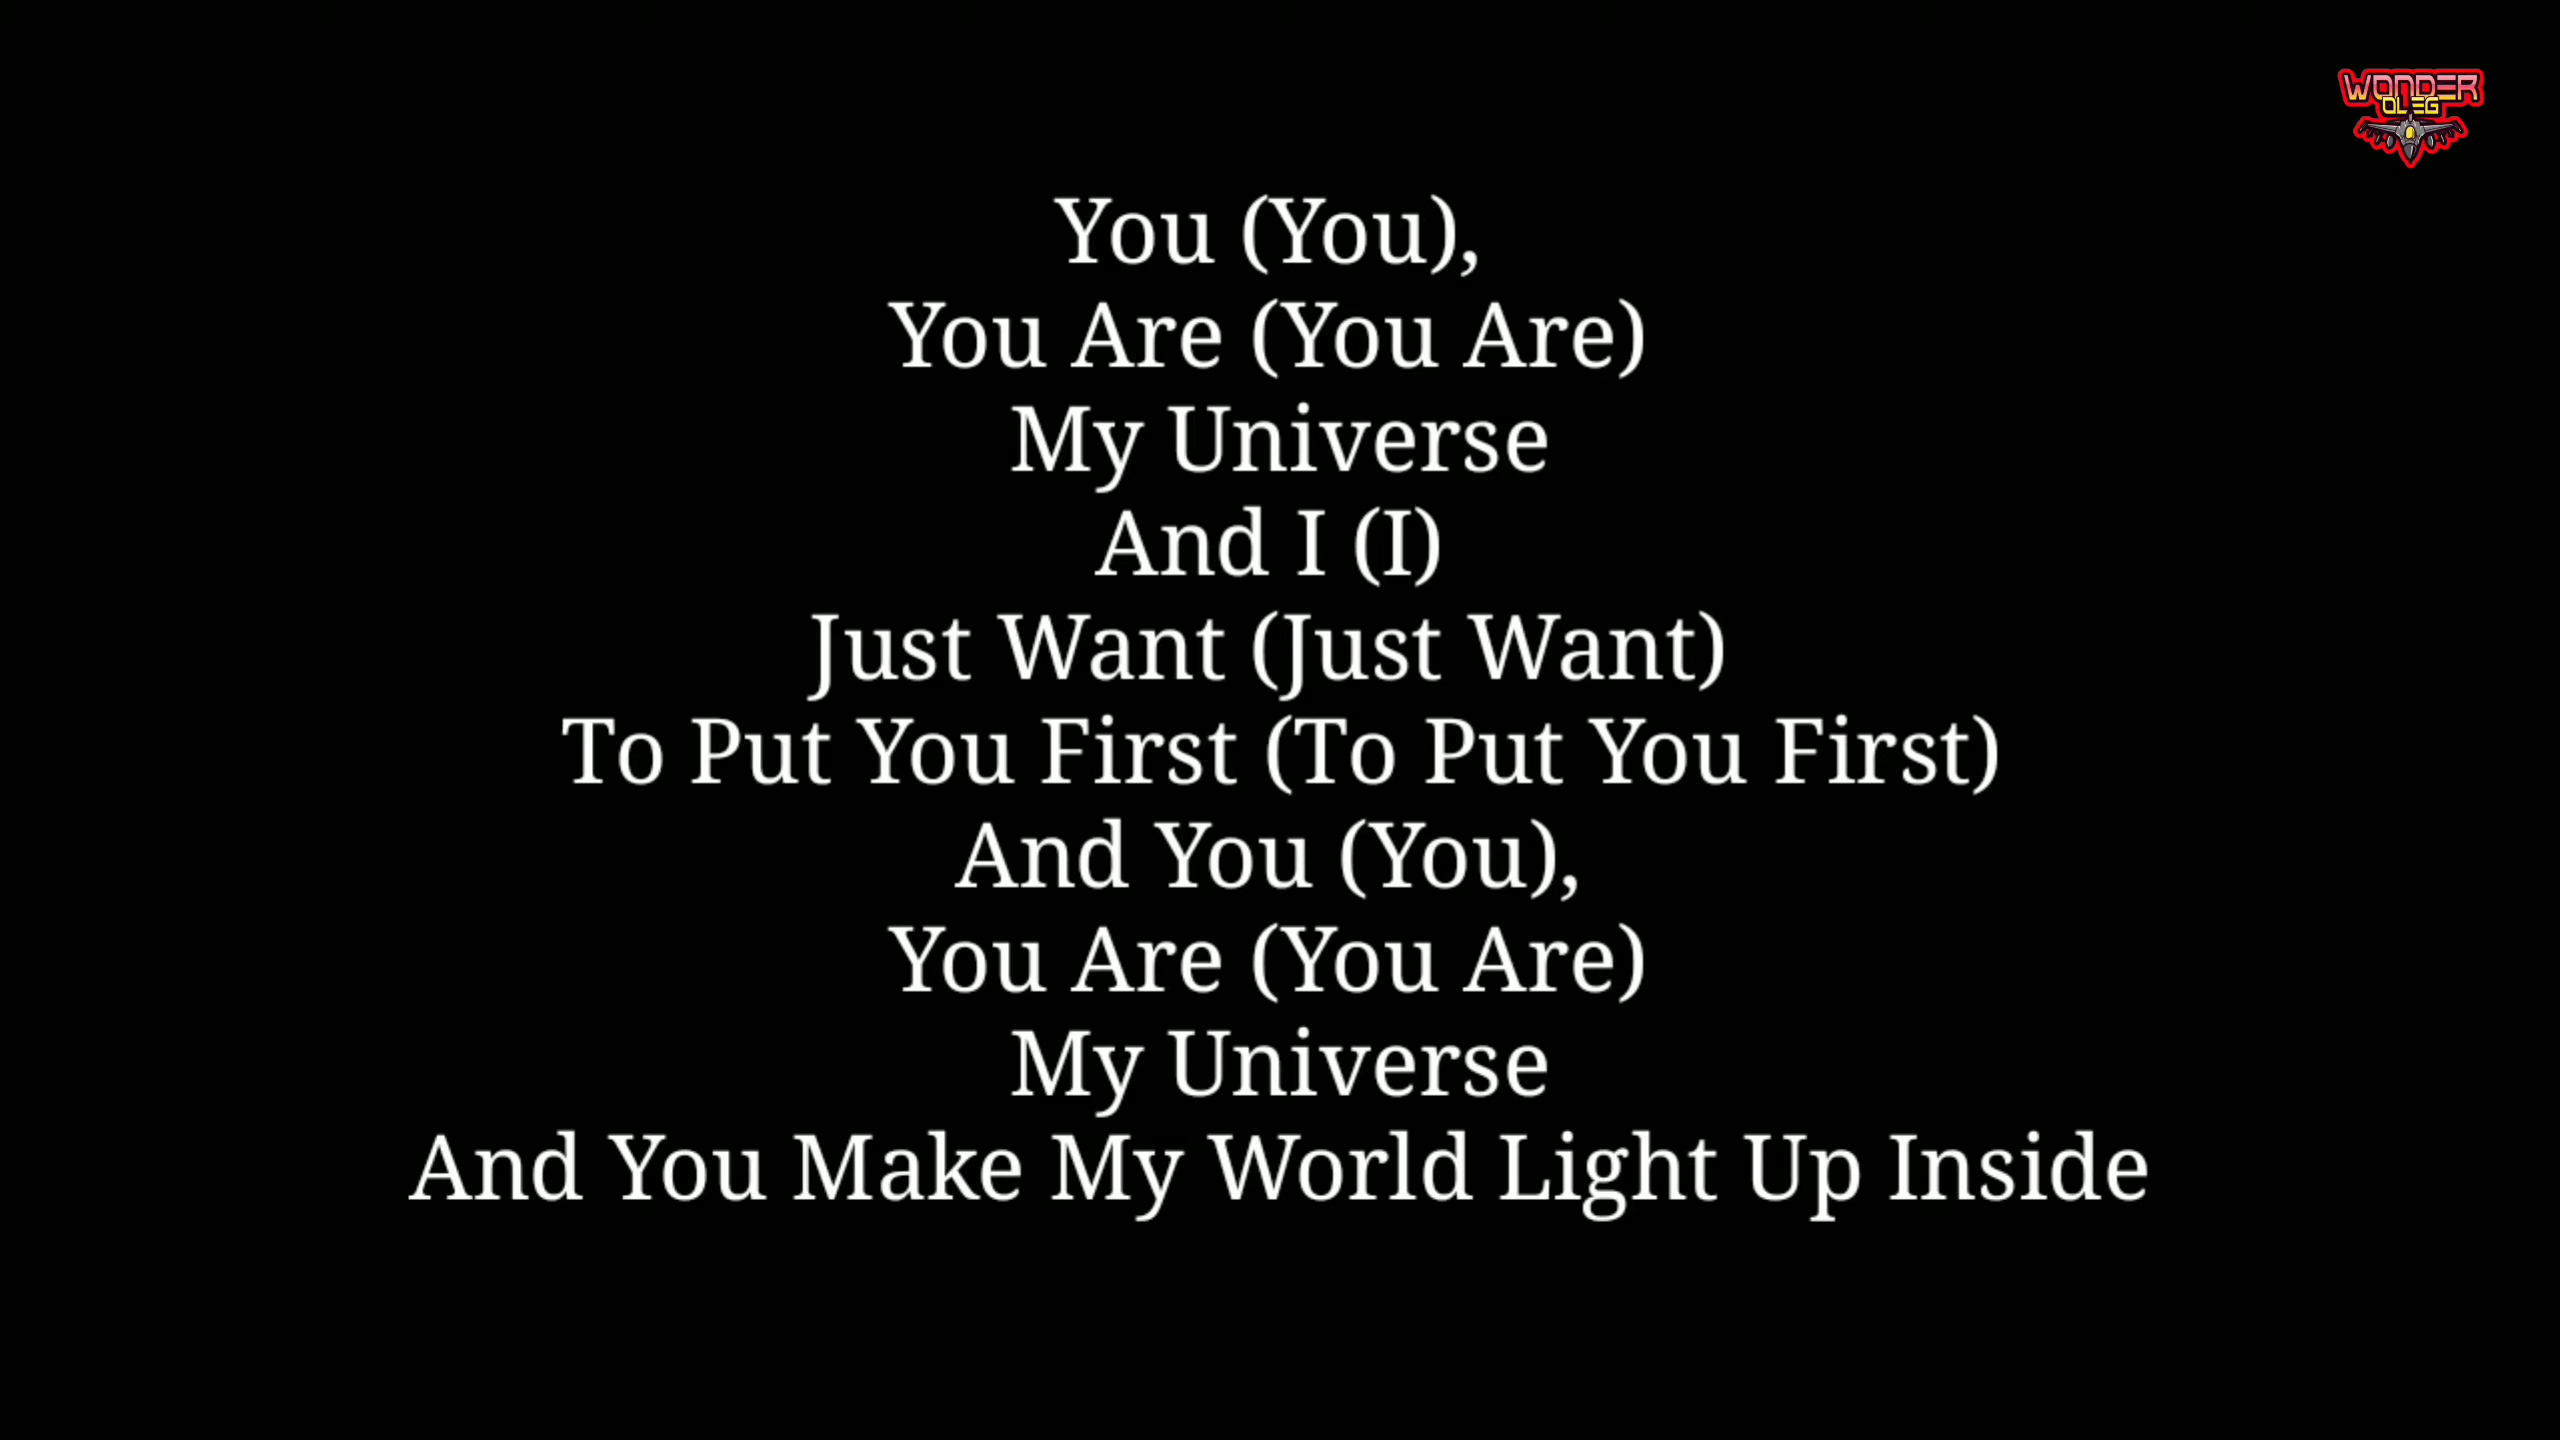 WONDER
OLEG
You (You),
You Are (You Are)
My Universe
And I (I)
Just Want (Just Want)
To Put You First (To Put You First)
And You (You),
You Are (You Are)
My Universe
And You Make My World Light Up Inside